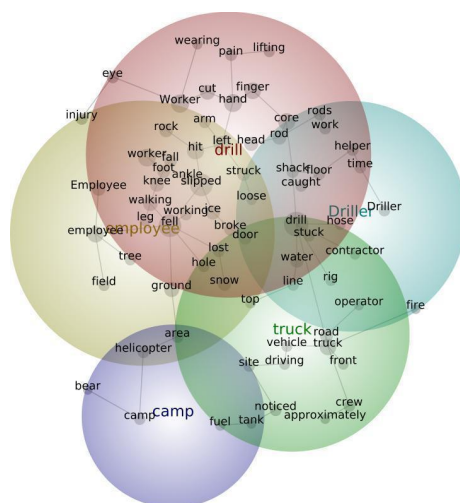 wearing
pain
lifting
eye
cut
finger
Worker
hand
injury
arm
core
rods
rock
work
left
head
rod
hit
drill
helper
worker
fall
shack
floor
time
foot
ankle
struck
caught
Employee
knee
slipped
walking
loose
working
ice
Driller
Driller
leg
fell
broke
drill
hose
employee
employee
door
stuck
lost
contractor
tree
hole
water
field
snow
line
rig
ground
top
operator
fire
area
truck
road
vehicle
truck
helicopter
site
driving
front
bear
camp
camp
noticed
crew
fuel
tank
approximately